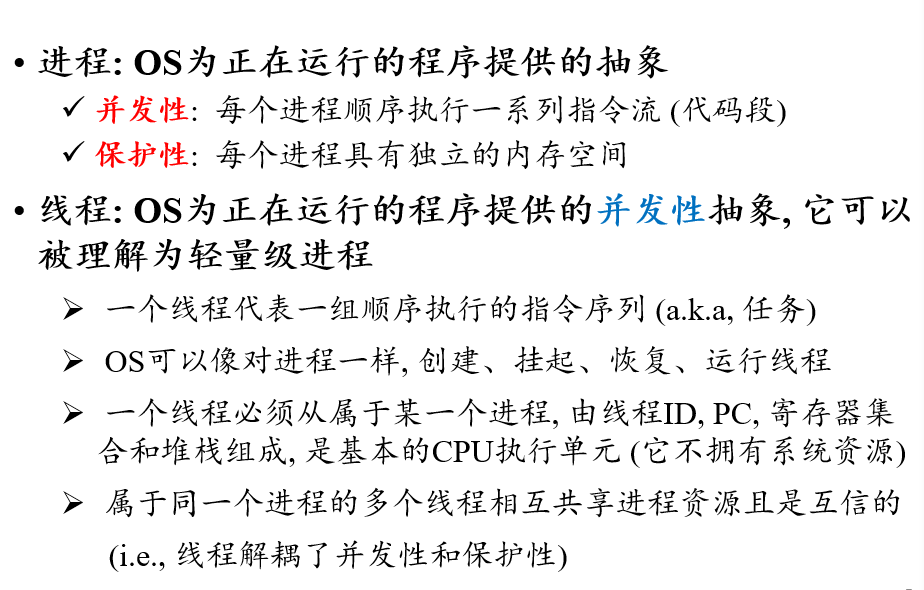 • 进程: OS为正在运行的程序提供的抽象
✓ 并发性: 每个进程顺序执行一系列指令流 (代码段)
✓ 保护性: 每个进程具有独立的内存空间
• 线程: OS为正在运行的程序提供的并发性抽象, 它可以
被理解为轻量级进程
➢ 一个线程代表一组顺序执行的指令序列 (a.k.a, 任务)
➢ OS可以像对进程一样, 创建、挂起、恢复、运行线程
➢ 一个线程必须从属于某一个进程, 由线程ID, PC, 寄存器集
合和堆栈组成, 是基本的CPU执行单元 (它不拥有系统资源)
➢ 属于同一个进程的多个线程相互共享进程资源且是互信的
(i.e., 线程解耦了并发性和保护性)